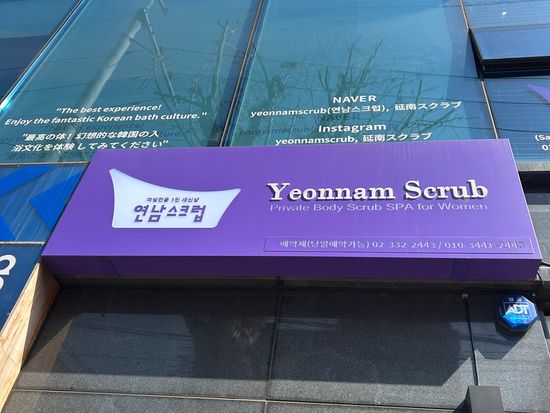 "The best experience!
Enjoy the fantastic Korean bath culture."
"最高の体! 幻想的な韓国の入
浴文化を体験 してみてください"
NAVER
yeonnamscrub(연남스크럽), 延南スクラブ
Instagram
yeonnamscrub, 延南スクラブ
여성전용 1인 세신샵
연남스크럽
Yeonnam Scrub
Private Body Scrub SPA for Women
예약제(당일예약가능) 02-332-2443 / 010-3441-2443
ADT